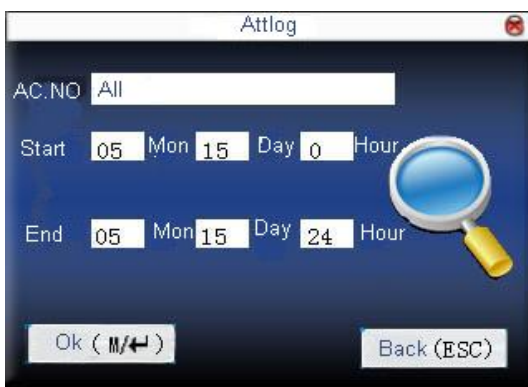 Attlog
AC.NO All
Start 05 Mon 15 Day 0 Hour
End 05 Mon 15 Day 24 Hour
Ok (M/↵) Back (ESC)